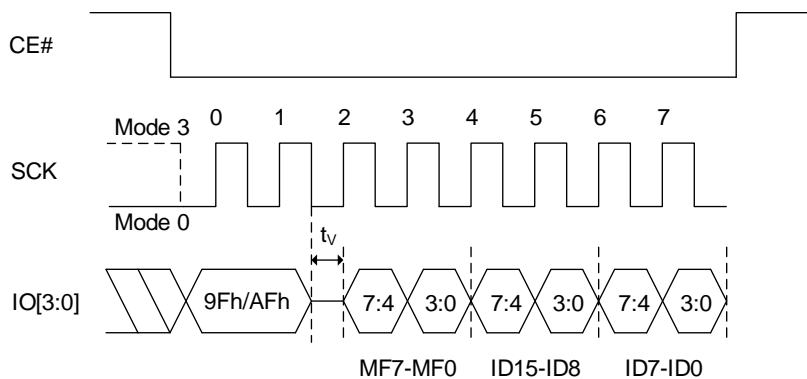 CE#
Mode 3
0 1 2 3 4 5 6 7
SCK
Mode 0
tV
IO[3:0]
9Fh/AFh
7:4 3:0 7:4 3:0 7:4 3:0
MF7-MF0 ID15-ID8 ID7-ID0